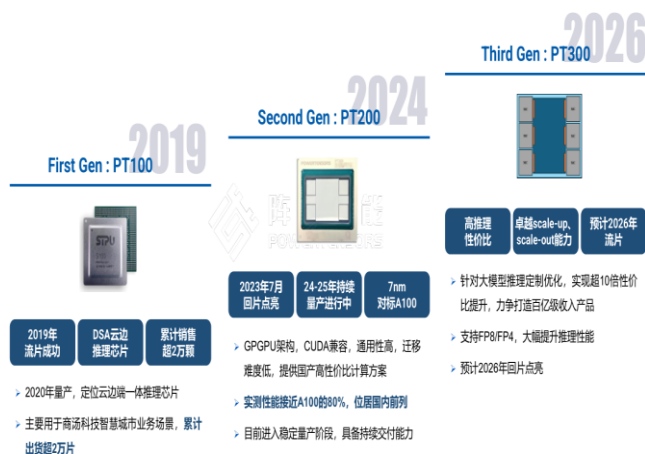 2019
First Gen : PT100
STPU
2019年
流片成功
DSA云边
推理芯片
累计销售
超2万颗
2020年量产，定位云边端一体推理芯片
主要用于商汤科技智慧城市业务场景，累计
出货超2万片
2024
Second Gen : PT200
2023年7月
回片点亮
24-25年持续
量产进行中
7nm
对标A100
GPGPU架构，CUDA兼容，通用性高，迁移
难度低，提供国产高性价比计算方案
实测性能接近A100的80%，位居国内前列
目前进入稳定量产阶段，具备持续交付能力
2026
Third Gen : PT300
高推理
性价比
卓越scale-up、
scale-out能力
预计2026年
流片
针对大模型推理定制优化，实现超10倍性价
比提升，力争打造百亿级收入产品
支持FP8/FP4，大幅提升推理性能
预计2026年回片点亮